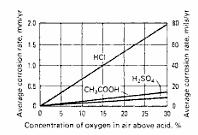 Average corrosion rate, mm/yr
2.0
1.5
1.0
0.5
0
80
60
40
20
0
Average corrosion rate, mils/yr
HCl
CH₃COOH
H₂SO₄
0 5 10 15 20 25 30
Concentration of oxygen in air above acid, %